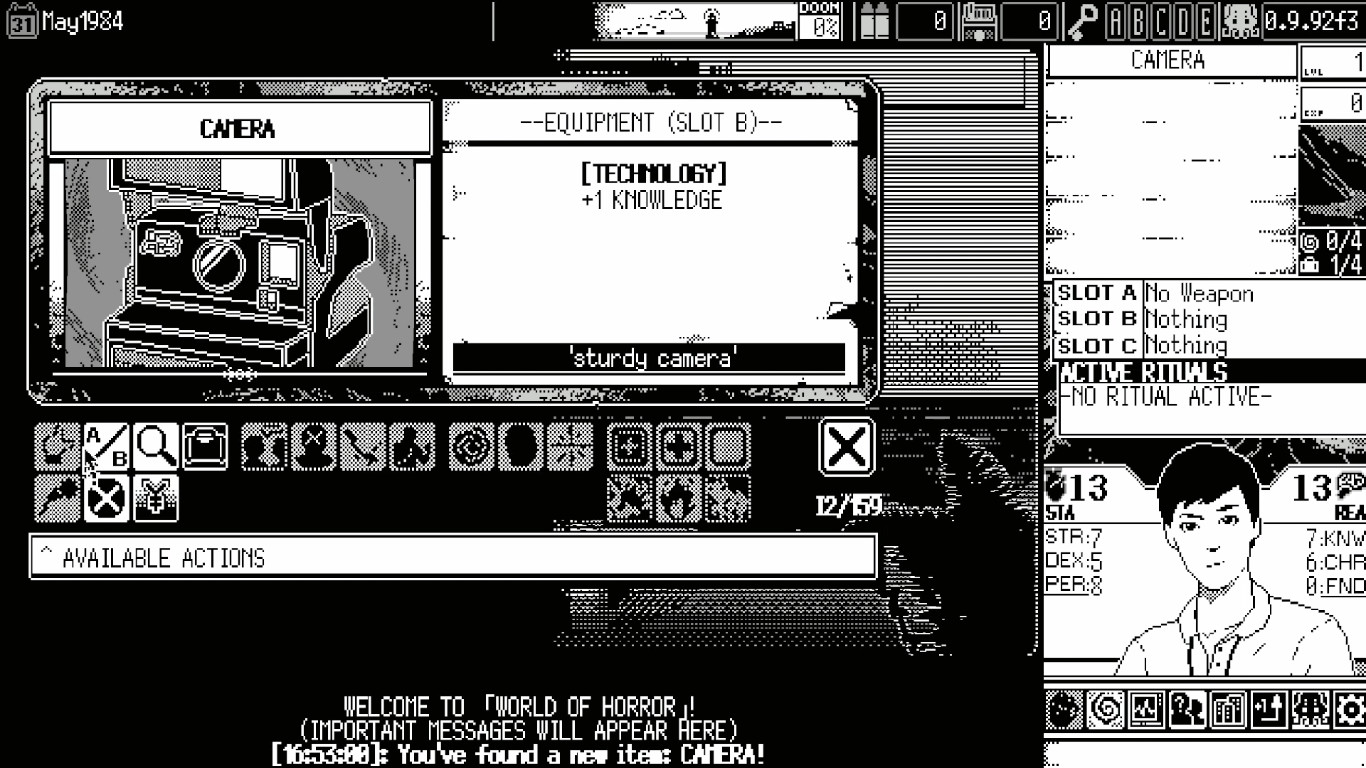 31 May1984
DOOM
0%
0
0
A B C D E
0.9.92f3
CAMERA
--EQUIPMENT (SLOT B)--
[TECHNOLOGY]
+1 KNOWLEDGE
'sturdy camera'
A/B
12/159
^ AVAILABLE ACTIONS
WELCOME TO 「WORLD OF HORROR」!
(IMPORTANT MESSAGES WILL APPEAR HERE)
[16:53:00]: You've found a new item: CAMERA!
CAMERA
LVL 1
EXP 0
0/4
1/4
SLOT A No Weapon
SLOT B Nothing
SLOT C Nothing
ACTIVE RITUALS
-NO RITUAL ACTIVE-
13 13
STA REA
STR:7 7:KNW
DEX:5 6:CHR
PER:8 0:FND